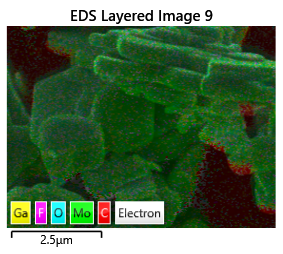 EDS Layered Image 9
Ga F O Mo C Electron
2.5μm